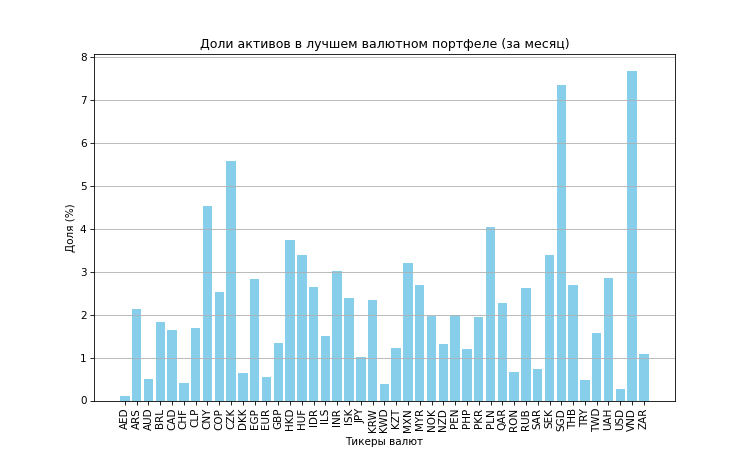 Доли активов в лучшем валютном портфеле (за месяц)
8
7
6
5
4
3
2
1
0
Доля (%)
AED
ARS
AUD
BRL
CAD
CHF
CLP
CNY
COP
CZK
DKK
EGP
EUR
GBP
HKD
HUF
IDR
ILS
INR
ISK
JPY
KRW
KWD
KZT
MXN
MYR
NOK
NZD
PEN
PHP
PKR
PLN
QAR
RON
RUB
SAR
SEK
SGD
THB
TRY
TWD
UAH
USD
VND
ZAR
Тикеры валют